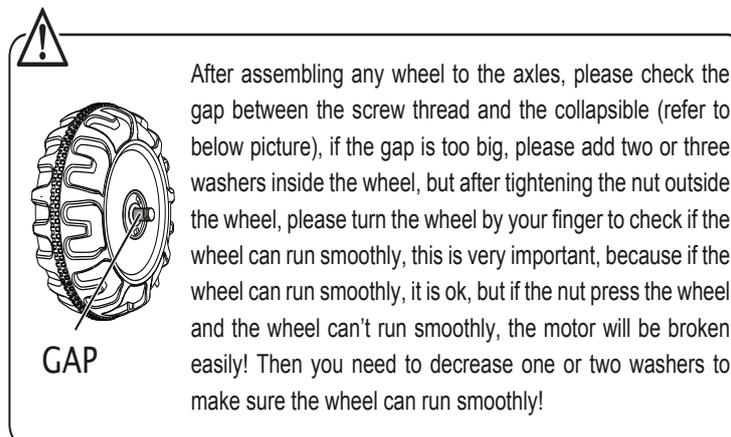 After assembling any wheel to the axles, please check the
gap between the screw thread and the collapsible (refer to
below picture), if the gap is too big, please add two or three
washers inside the wheel, but after tightening the nut outside
the wheel, please turn the wheel by your finger to check if the
wheel can run smoothly, this is very important, because if the
wheel can run smoothly, it is ok, but if the nut press the wheel
and the wheel can't run smoothly, the motor will be broken
easily! Then you need to decrease one or two washers to
make sure the wheel can run smoothly!
GAP